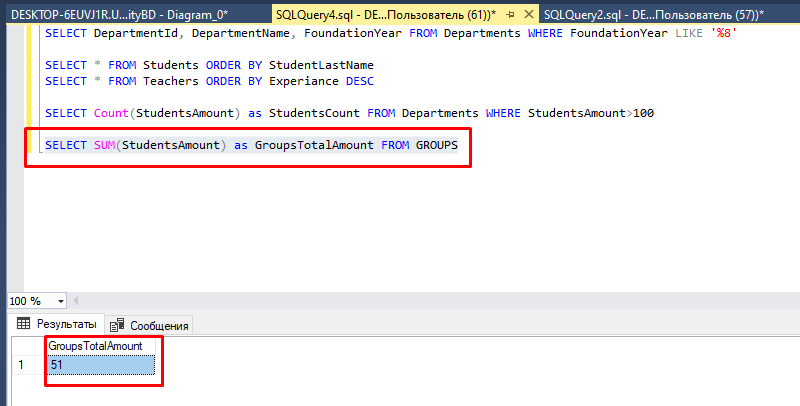 DESKTOP-6EUVJ1R.U...ityBD - Diagram_0* SQLQuery4.sql - DE...Пользователь (61))* SQLQuery2.sql - DE...Пользователь (57))*
SELECT DepartmentId, DepartmentName, FoundationYear FROM Departments WHERE FoundationYear LIKE '%8'
SELECT * FROM Students ORDER BY StudentLastName
SELECT * FROM Teachers ORDER BY Experiance DESC
SELECT Count(StudentsAmount) as StudentsCount FROM Departments WHERE StudentsAmount>100
SELECT SUM(StudentsAmount) as GroupsTotalAmount FROM GROUPS
100 %
Результаты Сообщения
GroupsTotalAmount
1 51